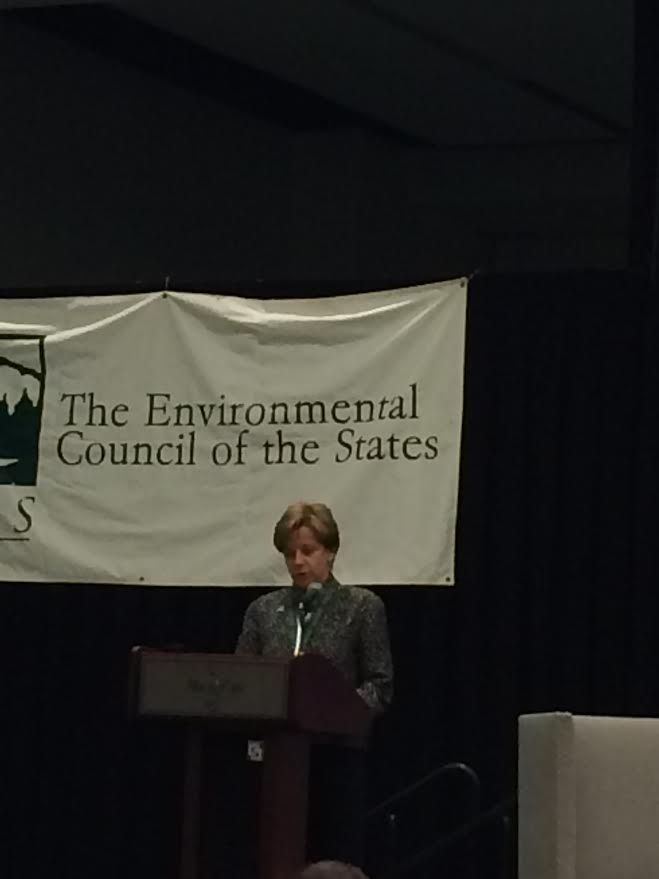 The Environmental
Council of the States
S